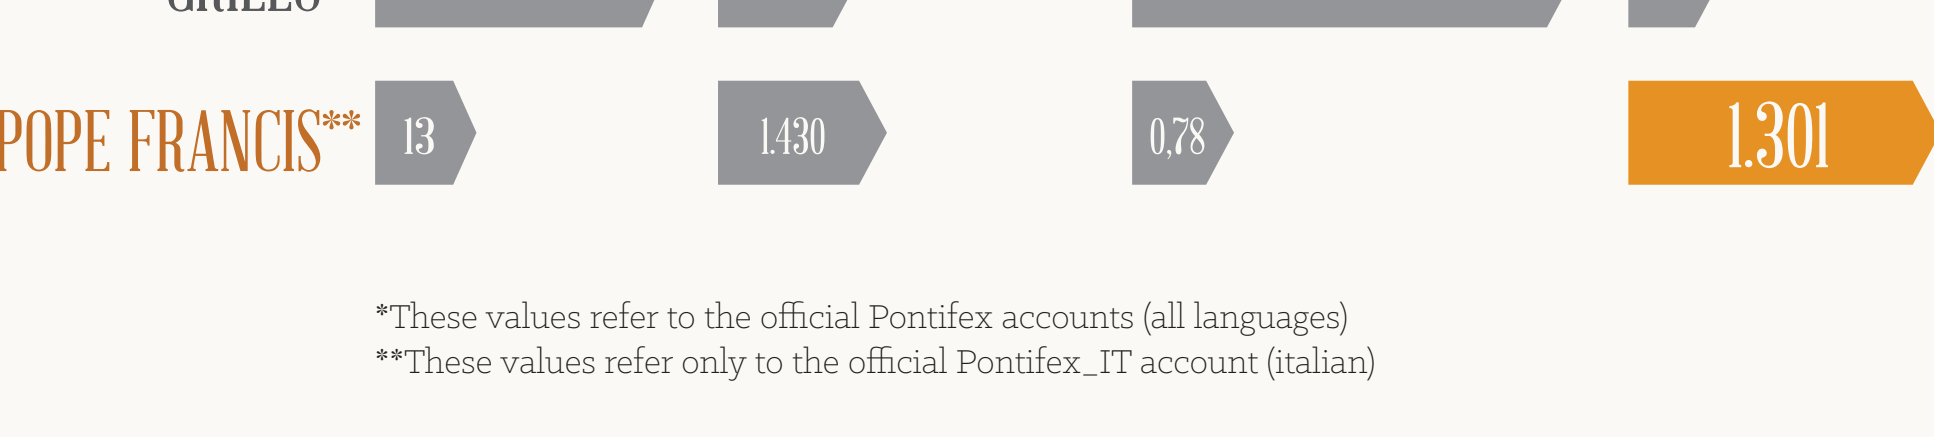 GRILLO
POPE FRANCIS** 13 1.430 0,78 1.301
*These values refer to the official Pontifex accounts (all languages)
**These values refer only to the official Pontifex_IT account (italian)